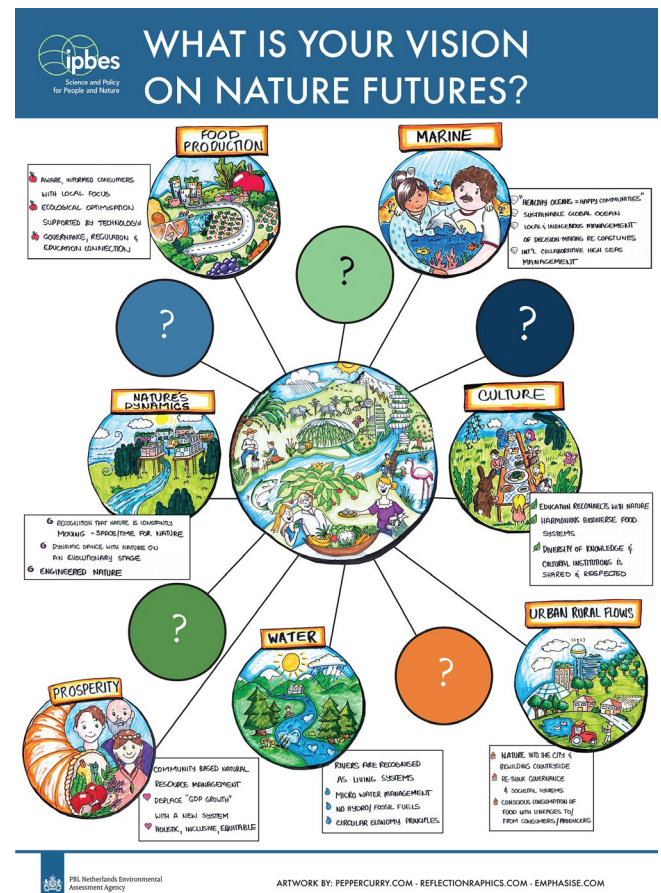 ipbes
Science and Policy
for People and Nature
WHAT IS YOUR VISION
ON NATURE FUTURES?
FOOD
PRODUCTION
AWARE, INFORMED CONSUMERS
WITH LOCAL FOCUS
ECOLOGICAL OPTIMISATION
SUPPORTED BY TECHNOLOGY
GOVERNANCE, REGULATION &
EDUCATION CONNECTION
MARINE
"HEALTHY OCEANS = HAPPY COMMUNITIES"
SUSTAINABLE GLOBAL OCEAN
LOCAL & INDIGENOUS MANAGEMENT
OF DECISION-MAKING RE COASTLINES
INT'L COLLABORATIVE HIGH SEAS
MANAGEMENT
?
?
?
NATURE'S
DYNAMICS
RECOGNITION THAT NATURE IS CONSTANTLY
MOVING - SPACE/TIME FOR NATURE
DYNAMIC DANCE WITH NATURE ON
AN EVOLUTIONARY STAGE
ENGINEERED NATURE
CULTURE
EDUCATION RECONNECTS WITH NATURE
HARMONIOUS BIODIVERSE FOOD
SYSTEMS
DIVERSITY OF KNOWLEDGE &
CULTURAL INSTITUTIONS IS
SHARED & RESPECTED
?
?
PROSPERITY
COMMUNITY BASED NATURAL
RESOURCE MANAGEMENT
DEPLACE "GDP GROWTH"
WITH A NEW SYSTEM
HOLISTIC, INCLUSIVE, EQUITABLE
WATER
RIVERS ARE RECOGNISED
AS LIVING SYSTEMS
MICRO WATER MANAGEMENT
NO HYDRO/ FOSSIL FUELS
CIRCULAR ECONOMY PRINCIPLES
URBAN RURAL FLOWS
NATURE INTO THE CITY &
REWILDING COUNTRYSIDE
RE-THINK GOVERNANCE
& SOCIETAL SYSTEMS
CONSCIOUS CONSUMPTION OF
FOOD WITH LINKAGES TO/
FROM CONSUMERS/PRODUCERS
PBL Netherlands Environmental
Assessment Agency
ARTWORK BY: PEPPERCURRY.COM - REFLECTIONRAPHICS.COM - EMPHASISE.COM